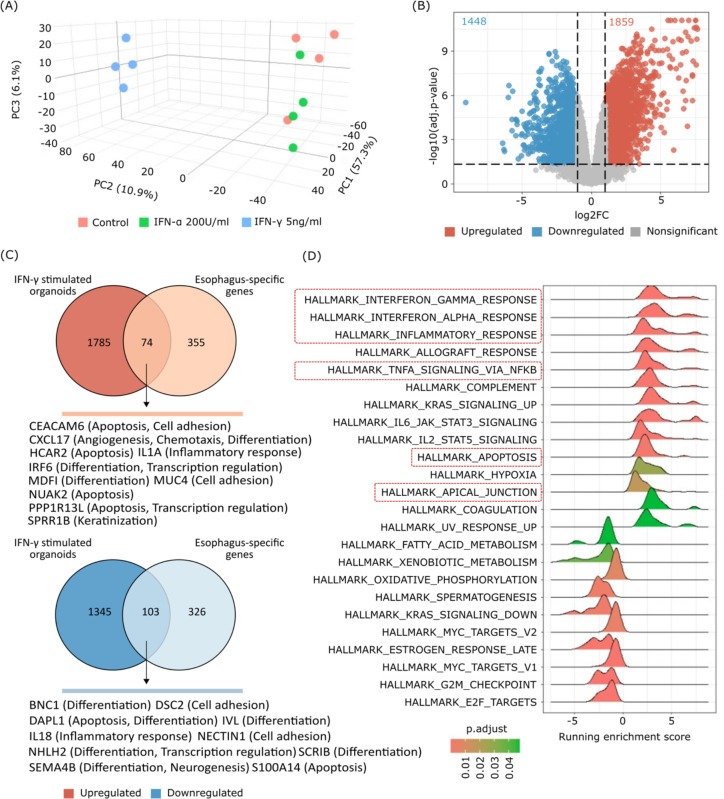 (A)
30
20
10
0
-10
-20
-30
-40
PC3 (6.1%)
80
60
40
20
0
-20
-40
PC2 (10.9%)
-60
-40
-20
0
20
40
PC1 (57.3%)
Control
IFN-α 200U/ml
IFN-γ 5ng/ml
(B)
1448
1859
9
6
3
0
-log10(adj.p-value)
-5
0
5
log2FC
Upregulated
Downregulated
Nonsignificant
(C)
IFN-γ stimulated
organoids
Esophagus-specific
genes
1785
74
355
CEACAM6 (Apoptosis, Cell adhesion)
CXCL17 (Angiogenesis, Chemotaxis, Differentiation)
HCAR2 (Apoptosis) IL1A (Inflammatory response)
IRF6 (Differentiation, Transcription regulation)
MDFI (Differentiation) MUC4 (Cell adhesion)
NUAK2 (Apoptosis)
PPP1R13L (Apoptosis, Transcription regulation)
SPRR1B (Keratinization)
IFN-γ stimulated
organoids
Esophagus-specific
genes
1345
103
326
BNC1 (Differentiation) DSC2 (Cell adhesion)
DAPL1 (Apoptosis, Differentiation) IVL (Differentiation)
IL18 (Inflammatory response) NECTIN1 (Cell adhesion)
NHLH2 (Differentiation, Transcription regulation) SCRIB (Differentiation)
SEMA4B (Differentiation, Neurogenesis) S100A14 (Apoptosis)
Upregulated
Downregulated
(D)
HALLMARK_INTERFERON_GAMMA_RESPONSE
HALLMARK_INTERFERON_ALPHA_RESPONSE
HALLMARK_INFLAMMATORY_RESPONSE
HALLMARK_ALLOGRAFT_RESPONSE
HALLMARK_TNFA_SIGNALING_VIA_NFKB
HALLMARK_COMPLEMENT
HALLMARK_KRAS_SIGNALING_UP
HALLMARK_IL6_JAK_STAT3_SIGNALING
HALLMARK_IL2_STAT5_SIGNALING
HALLMARK_APOPTOSIS
HALLMARK_HYPOXIA
HALLMARK_APICAL_JUNCTION
HALLMARK_COAGULATION
HALLMARK_UV_RESPONSE_UP
HALLMARK_FATTY_ACID_METABOLISM
HALLMARK_XENOBIOTIC_METABOLISM
HALLMARK_OXIDATIVE_PHOSPHORYLATION
HALLMARK_SPERMATOGENESIS
HALLMARK_KRAS_SIGNALING_DOWN
HALLMARK_MYC_TARGETS_V2
HALLMARK_ESTROGEN_RESPONSE_LATE
HALLMARK_MYC_TARGETS_V1
HALLMARK_G2M_CHECKPOINT
HALLMARK_E2F_TARGETS
-5
0
5
Running enrichment score
p.adjust
0.01
0.02
0.03
0.04